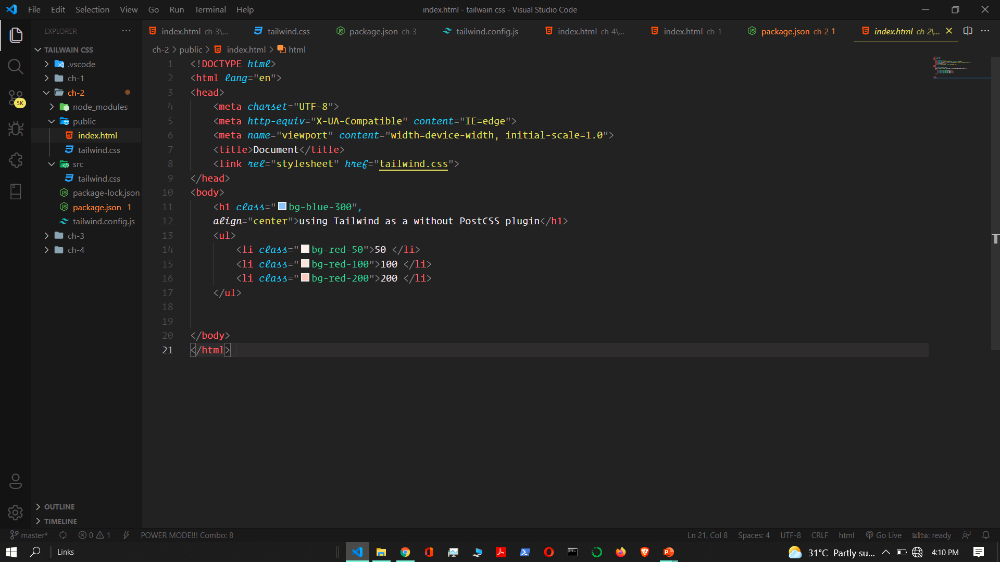 File Edit Selection View Go Run Terminal Help
index.html - tailwain css - Visual Studio Code
EXPLORER ···
index.html ch-3\... tailwind.css package.json ch-3 tailwind.config.js index.html ch-4\... index.html ch-1 package.json ch-2 1 index.html ch-2\...
ch-2 > public > index.html > html
TAILWAIN CSS
.vscode
ch-1
ch-2
node_modules
public
index.html
tailwind.css
src
tailwind.css
package-lock.json
package.json 1
tailwind.config.js
ch-3
ch-4
5K
1 <!DOCTYPE html>
2 <html lang="en">
3 <head>
4 <meta charset="UTF-8">
5 <meta http-equiv="X-UA-Compatible" content="IE=edge">
6 <meta name="viewport" content="width=device-width, initial-scale=1.0">
7 <title>Document</title>
8 <link rel="stylesheet" href="tailwind.css">
9 </head>
10 <body>
11 <h1 class="bg-blue-300",
12 align="center">using Tailwind as a without PostCSS plugin</h1>
13 <ul>
14 <li class="bg-red-50">50 </li>
15 <li class="bg-red-100">100 </li>
16 <li class="bg-red-200">200 </li>
17 </ul>
18
19
20 </body>
21 </html>
OUTLINE
TIMELINE
master* 0 1 POWER MODE!!! Combo: 8 Ln 21, Col 8 Spaces: 4 UTF-8 CRLF html Go Live kite: ready
Links 31°C Partly su... 4:10 PM